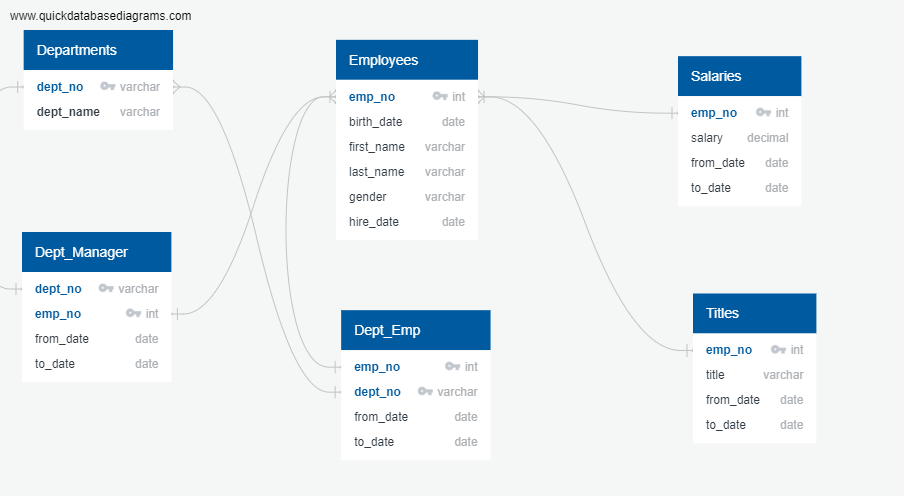 www.quickdatabasediagrams.com
Departments
dept_no varchar
dept_name varchar
Employees
emp_no int
birth_date date
first_name varchar
last_name varchar
gender varchar
hire_date date
Salaries
emp_no int
salary decimal
from_date date
to_date date
Dept_Manager
dept_no varchar
emp_no int
from_date date
to_date date
Dept_Emp
emp_no int
dept_no varchar
from_date date
to_date date
Titles
emp_no int
title varchar
from_date date
to_date date